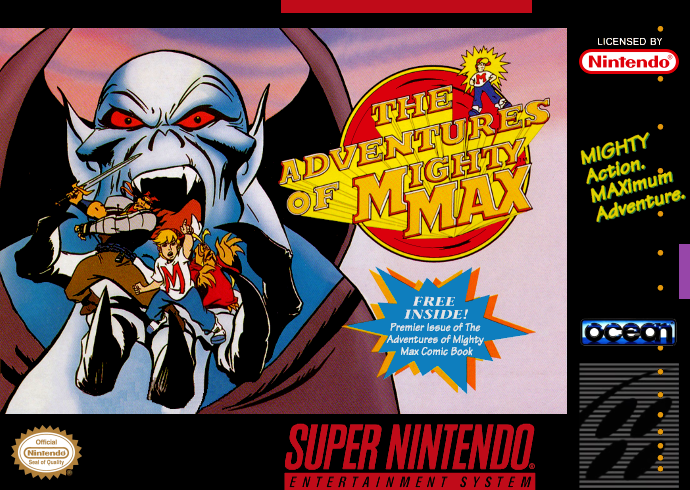 LICENSED BY
Nintendo®
THE
ADVENTURES
OF MIGHTY
MAX
M
MIGHTY
Action.
MAXimum
Adventure.
M
FREE
INSIDE!
Premier Issue of The
Adventures of Mighty
Max Comic Book
ocean
Official
Nintendo
Seal of Quality
SUPER NINTENDO®
ENTERTAINMENT SYSTEM